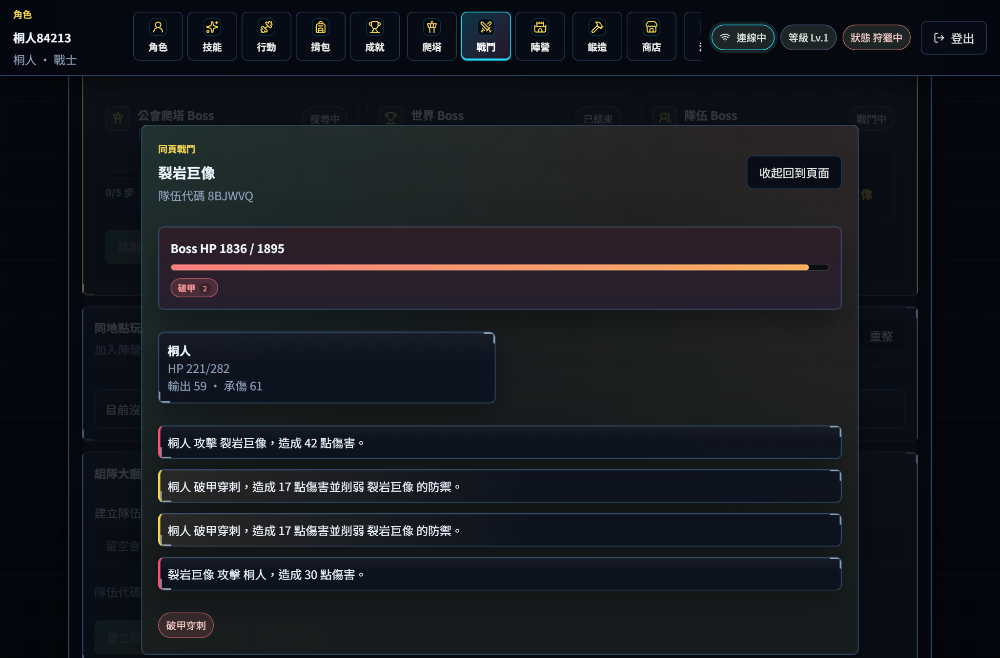 角色
桐人84213
桐人 · 戰士
角色
技能
行動
揹包
成就
爬塔
戰鬥
陣營
鍛造
商店
連線中
等級 Lv.1
狀態 狩獵中
登出
公會爬塔 Boss
搜尋中
世界 Boss
已結束
隊伍 Boss
戰鬥中
0/5 步
挑戰
像
同頁戰鬥
裂岩巨像
隊伍代碼 8BJWVQ
收起回到頁面
Boss HP 1836 / 1895
破甲 2
桐人
HP 221/282
輸出 59 · 承傷 61
桐人 攻擊 裂岩巨像，造成 42 點傷害。
桐人 破甲穿刺，造成 17 點傷害並削弱 裂岩巨像 的防禦。
桐人 破甲穿刺，造成 17 點傷害並削弱 裂岩巨像 的防禦。
裂岩巨像 攻擊 桐人，造成 30 點傷害。
破甲穿刺
同地點玩
加入陣營
重整
目前沒
組隊大廳
建立隊伍
留空會
隊伍代碼
建立隊